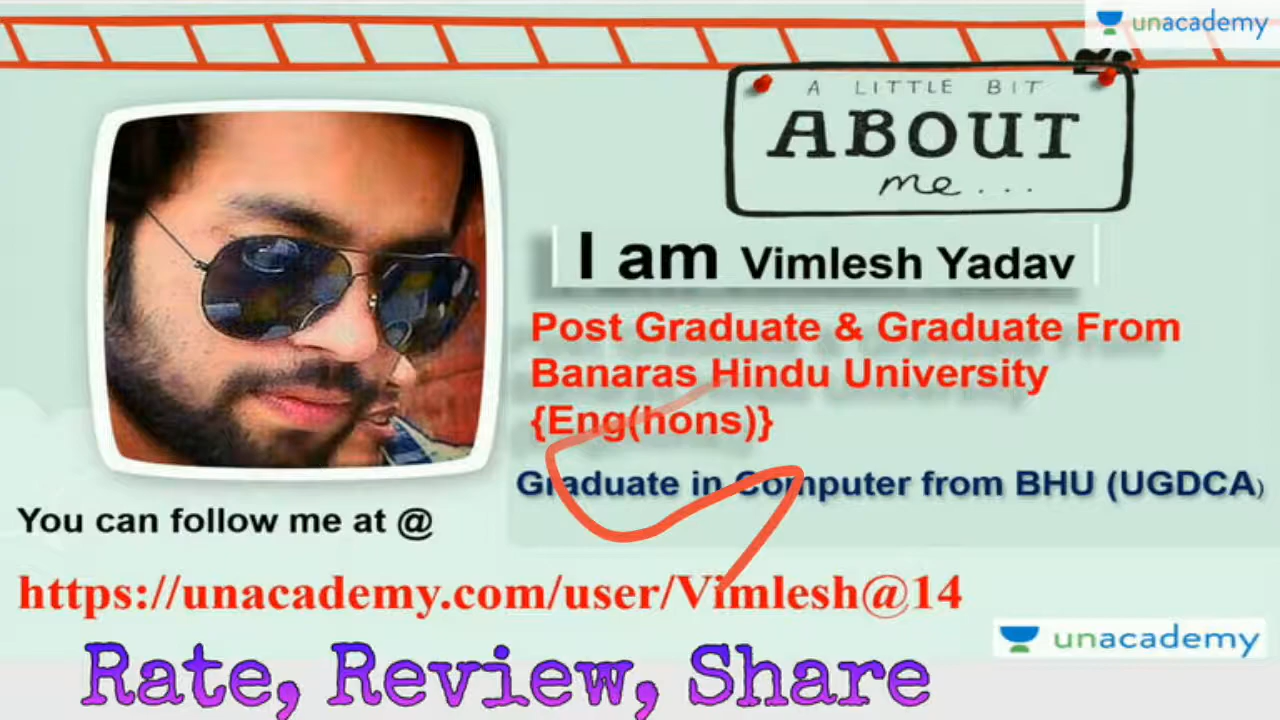 unacademy
A LITTLE BIT
ABOUT
me...
I am Vimlesh Yadav
Post Graduate & Graduate From
Banaras Hindu University
{Eng(hons)}
Graduate in Computer from BHU (UGDCA)
You can follow me at @
https://unacademy.com/user/Vimlesh@14
unacademy
Rate, Review, Share